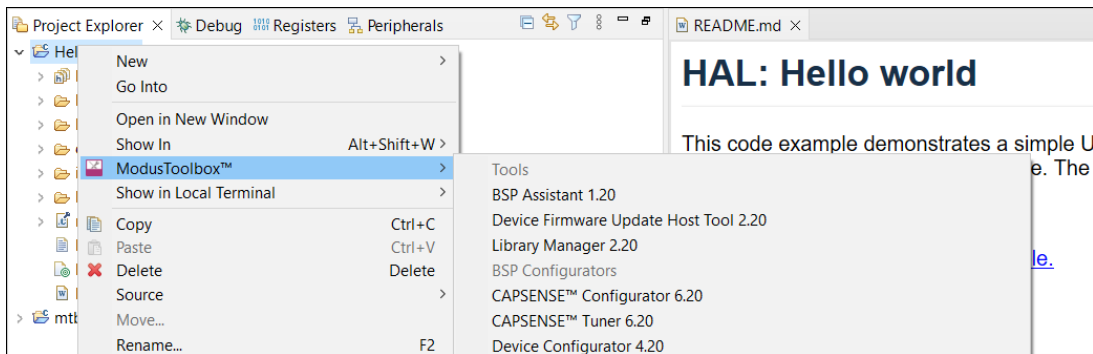 Project Explorer
Debug
Registers
Peripherals
README.md
New
Go Into
Open in New Window
Show In Alt+Shift+W
ModusToolbox™
Show in Local Terminal
Copy Ctrl+C
Paste Ctrl+V
Delete Delete
Source
Move...
Rename... F2
Tools
BSP Assistant 1.20
Device Firmware Update Host Tool 2.20
Library Manager 2.20
BSP Configurators
CAPSENSE™ Configurator 6.20
CAPSENSE™ Tuner 6.20
Device Configurator 4.20
HAL: Hello world
This code example demonstrates a simple U
e. The
le.